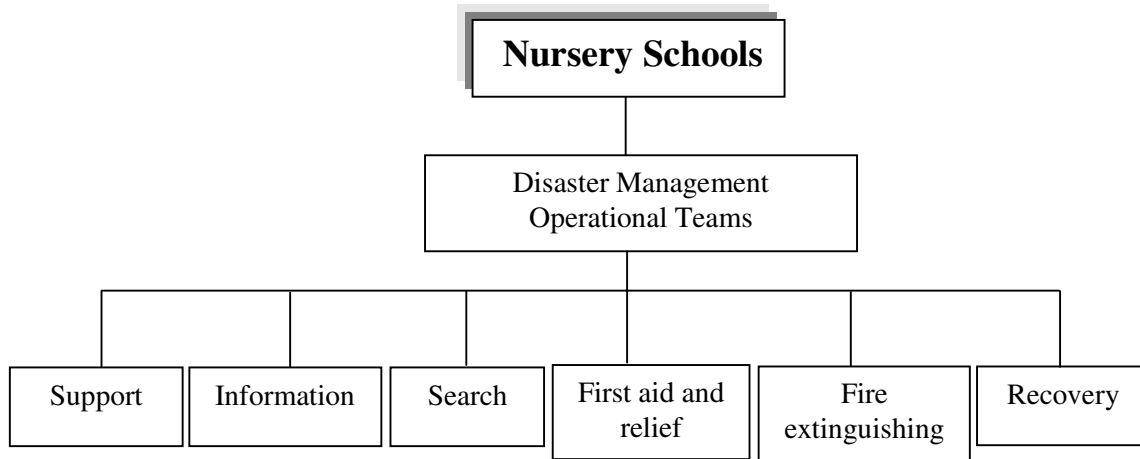 Nursery Schools
Disaster Management
Operational Teams
Support
Information
Search
First aid and
relief
Fire
extinguishing
Recovery